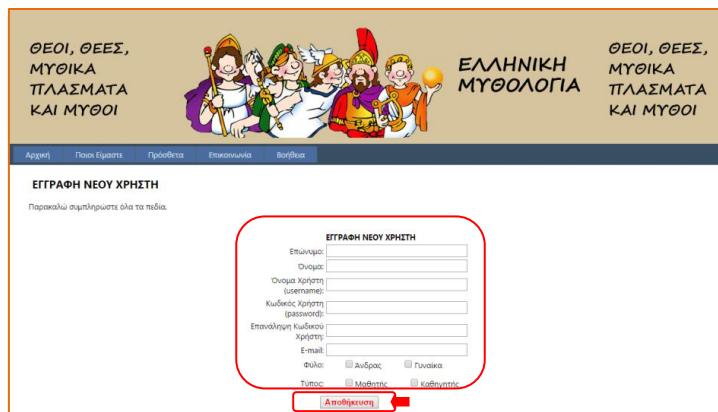 ΘΕΟΙ, ΘΕΕΣ,
ΜΥΘΙΚΑ
ΠΛΑΣΜΑΤΑ
ΚΑΙ ΜΥΘΟΙ
ΕΛΛΗΝΙΚΗ
ΜΥΘΟΛΟΓΙΑ
ΘΕΟΙ, ΘΕΕΣ,
ΜΥΘΙΚΑ
ΠΛΑΣΜΑΤΑ
ΚΑΙ ΜΥΘΟΙ
Αρχική Ποιοι Είμαστε Πρόσθετα Επικοινωνία Βοήθεια
ΕΓΓΡΑΦΗ ΝΕΟΥ ΧΡΗΣΤΗ
Παρακαλώ συμπληρώστε όλα τα πεδία.
ΕΓΓΡΑΦΗ ΝΕΟΥ ΧΡΗΣΤΗ
Επώνυμο:
Όνομα:
Όνομα Χρήστη
(username):
Κωδικός Χρήστη
(password):
Επανάληψη Κωδικού
Χρήστη:
E-mail:
Φύλο: Άνδρας Γυναίκα
Τύπος: Μαθητής Καθηγητής
Αποθήκευση